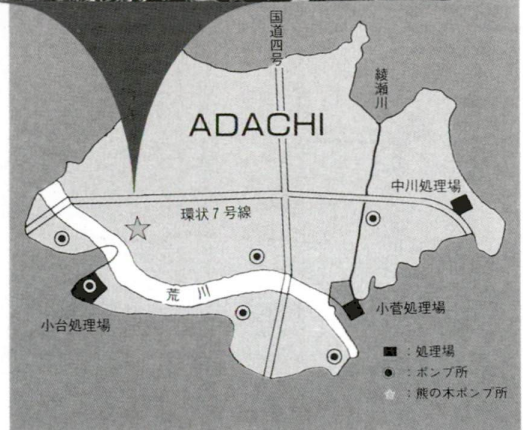 国道四号
綾瀬川
ADACHI
中川処理場
環状7号線
荒川
小菅処理場
小台処理場
■：処理場
◉：ポンプ所
☆：熊の木ポンプ所